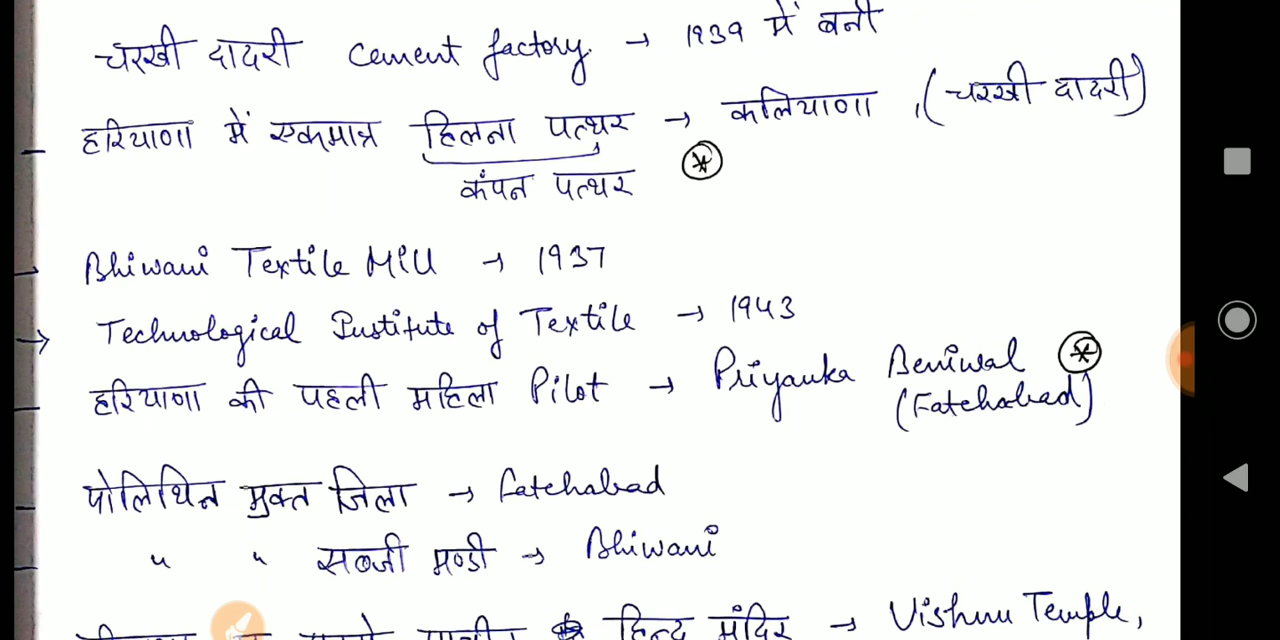 चरखी दादरी Cement factory. → 1939 में बनी
– हरियाणा में एकमात्र हिलना पत्थर → कलियाणा, (चरखी दादरी)
कंपन पत्थर *
→ Bhiwani Textile Mill → 1937
→ Technological Institute of Textile → 1943
– हरियाणा की पहली महिला Pilot → Priyanka Beniwal *
(Fatehabad)
– पोलिथिन मुक्त जिला → Fatehabad
– " " सब्जी मण्डी → Bhiwani
हिन्दू मंदिर → Vishnu Temple,